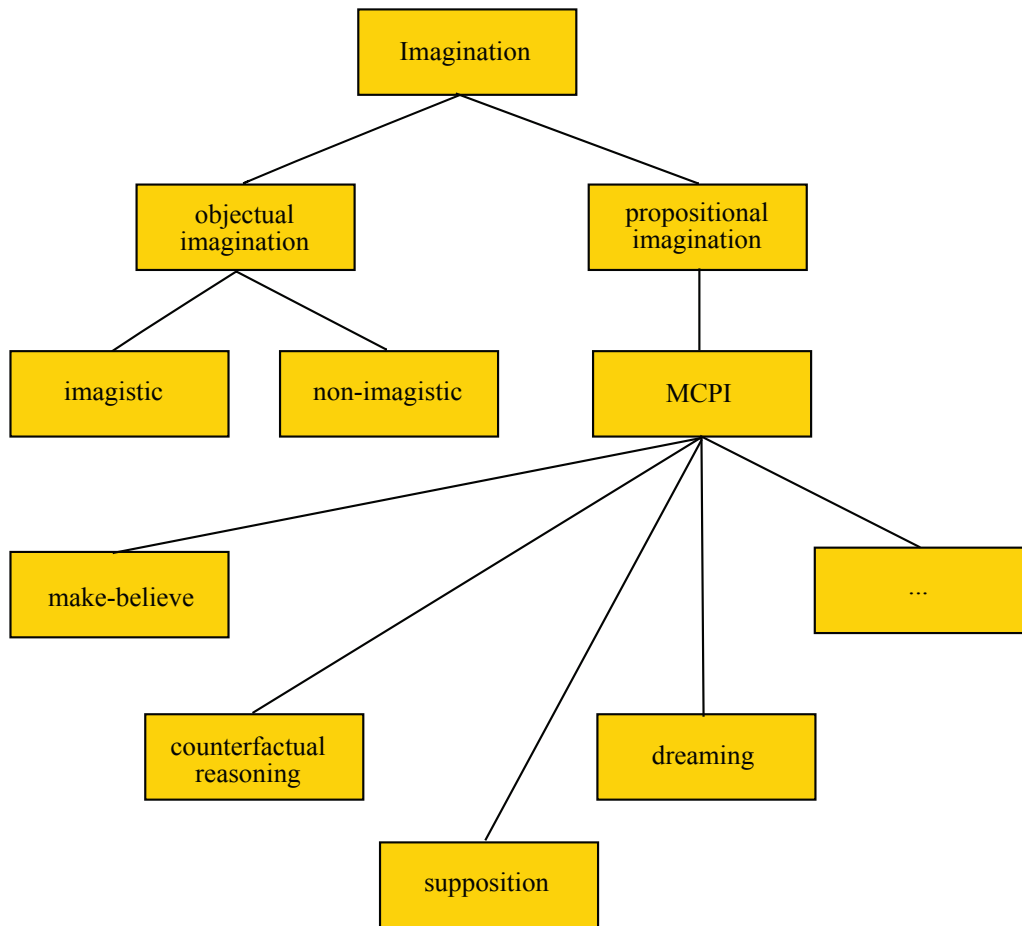 Imagination
objectual
imagination
propositional
imagination
imagistic
non-imagistic
MCPI
make-believe
...
counterfactual
reasoning
dreaming
supposition